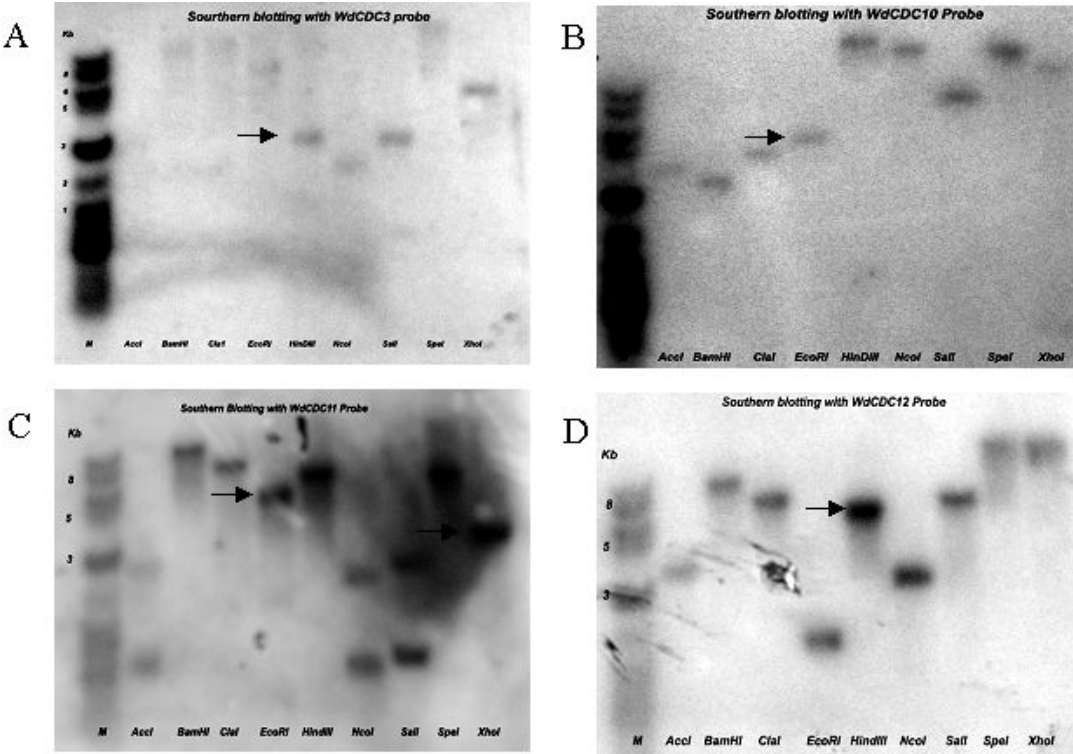 A
Sourthern blotting with WdCDC3 probe
Kb
8
6
5
3
2
1
M AccI BamHI Cla1 EcoRI HinDIII NcoI SalI SpeI XhoI
B
Sourthern blotting with WdCDC10 Probe
AccI BamHI ClaI EcoRI HinDIII NcoI SalI SpeI XhoI
C
Southern Blotting with WdCDC11 Probe
Kb
8
5
3
M AccI BamHI ClaI EcoRI HindIII NcoI SalI SpeI XhoI
D
Southern blotting with WdCDC12 Probe
Kb
8
5
3
M AccI BamHI ClaI EcoRI HindIII NcoI SalI SpeI XhoI